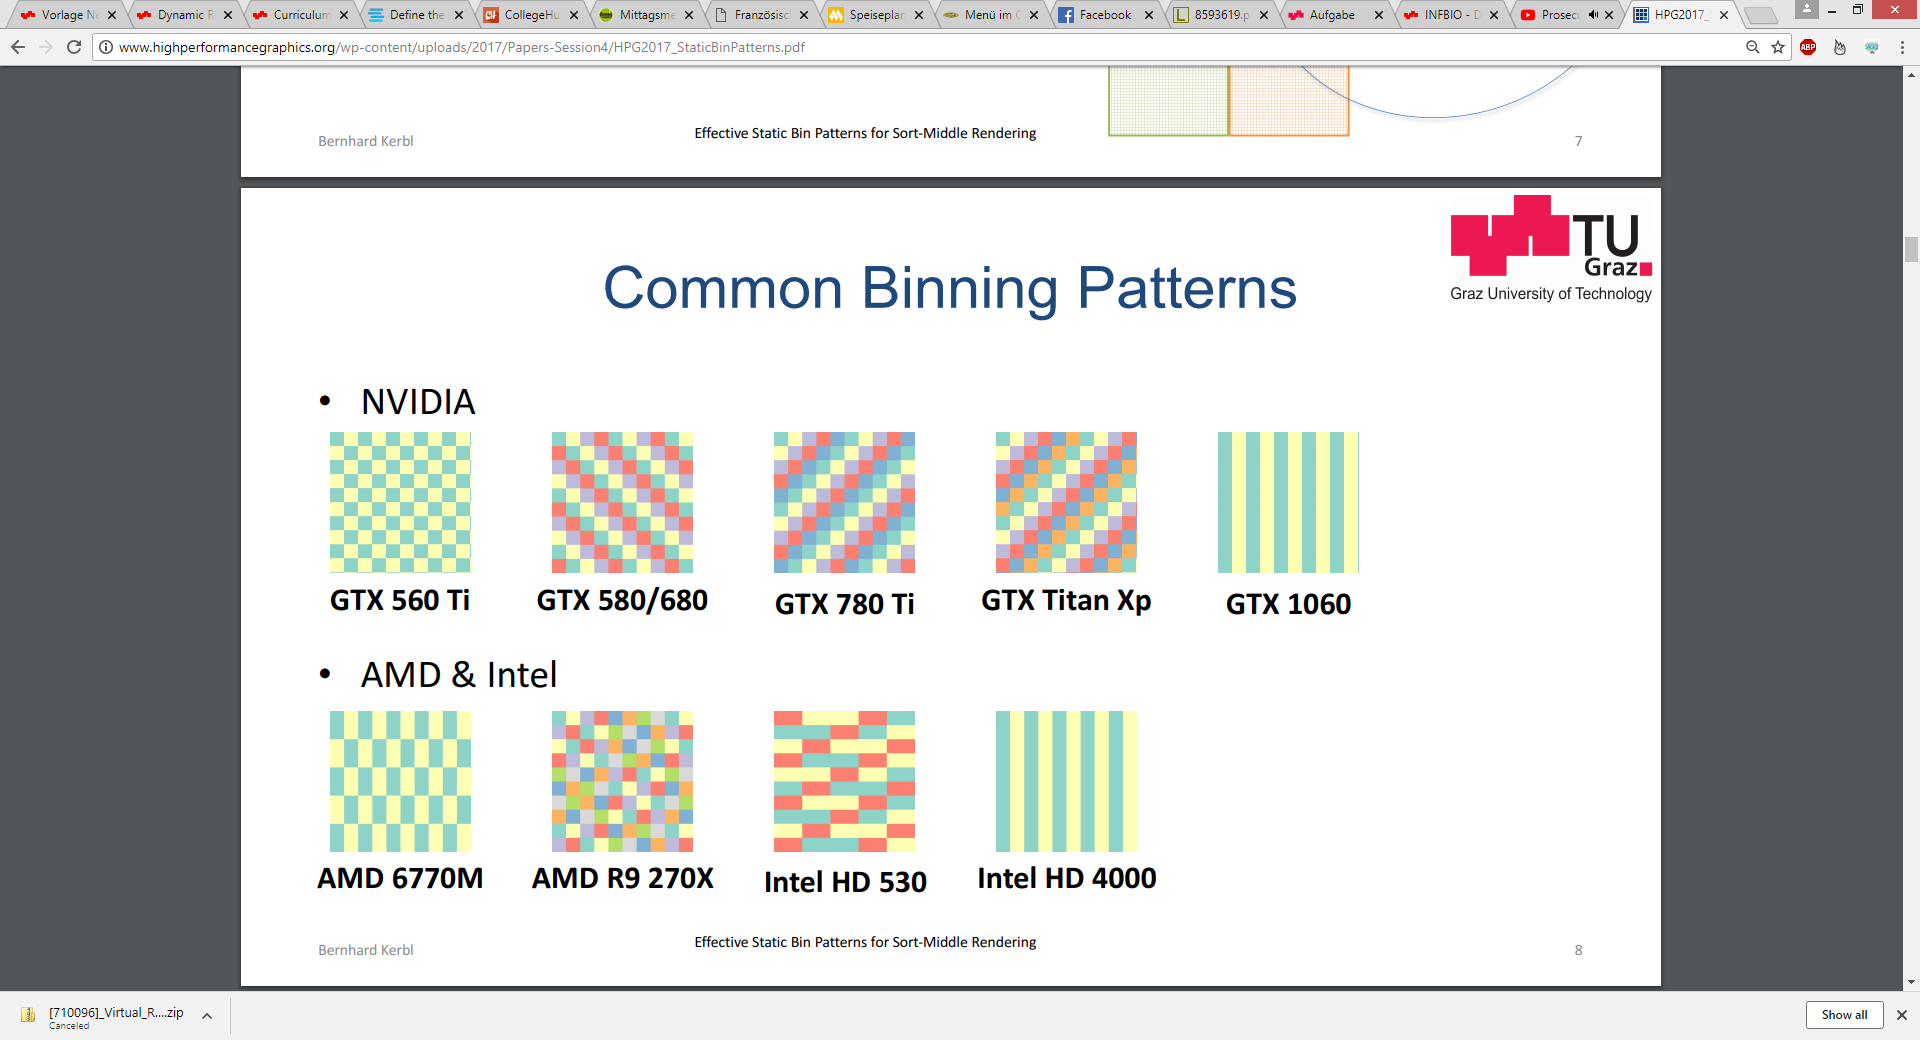 Vorlage Ne
Dynamic R
Curriculum
Define the
CollegeHu
Mittagsme
Französisc
Speiseplan
Menü im C
Facebook
8593619.p
Aufgabe
INFBIO - D
Prosec
HPG2017_
www.highperformancegraphics.org/wp-content/uploads/2017/Papers-Session4/HPG2017_StaticBinPatterns.pdf
ABP
Bernhard Kerbl
Effective Static Bin Patterns for Sort-Middle Rendering
7
TU
Graz
Graz University of Technology
Common Binning Patterns
• NVIDIA
GTX 560 Ti
GTX 580/680
GTX 780 Ti
GTX Titan Xp
GTX 1060
• AMD & Intel
AMD 6770M
AMD R9 270X
Intel HD 530
Intel HD 4000
Bernhard Kerbl
Effective Static Bin Patterns for Sort-Middle Rendering
8
[710096]_Virtual_R....zip
Canceled
Show all